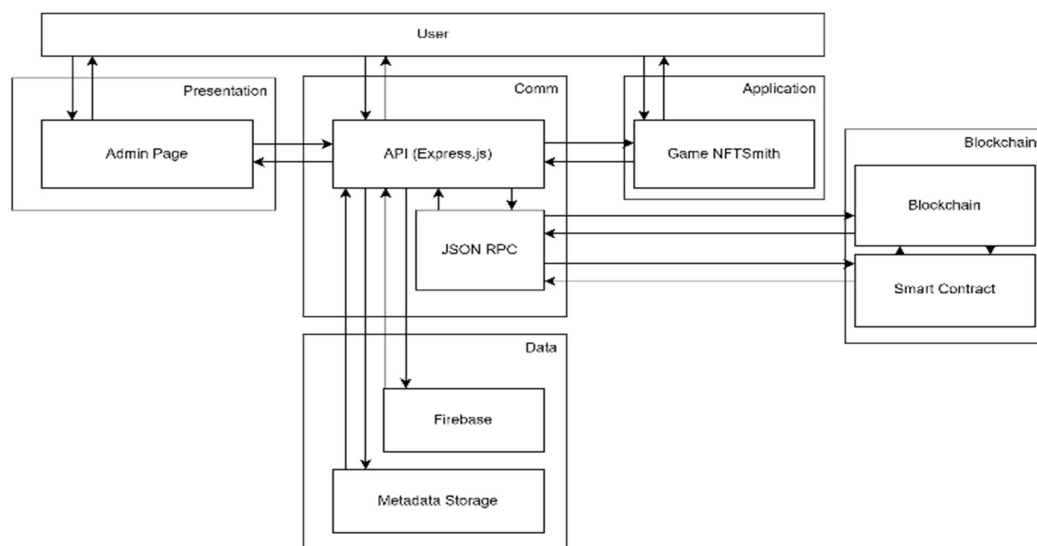 User
Presentation
Comm
Application
Admin Page
API (Express.js)
Game NFTSmith
Blockchain
Blockchain
JSON RPC
Smart Contract
Data
Firebase
Metadata Storage